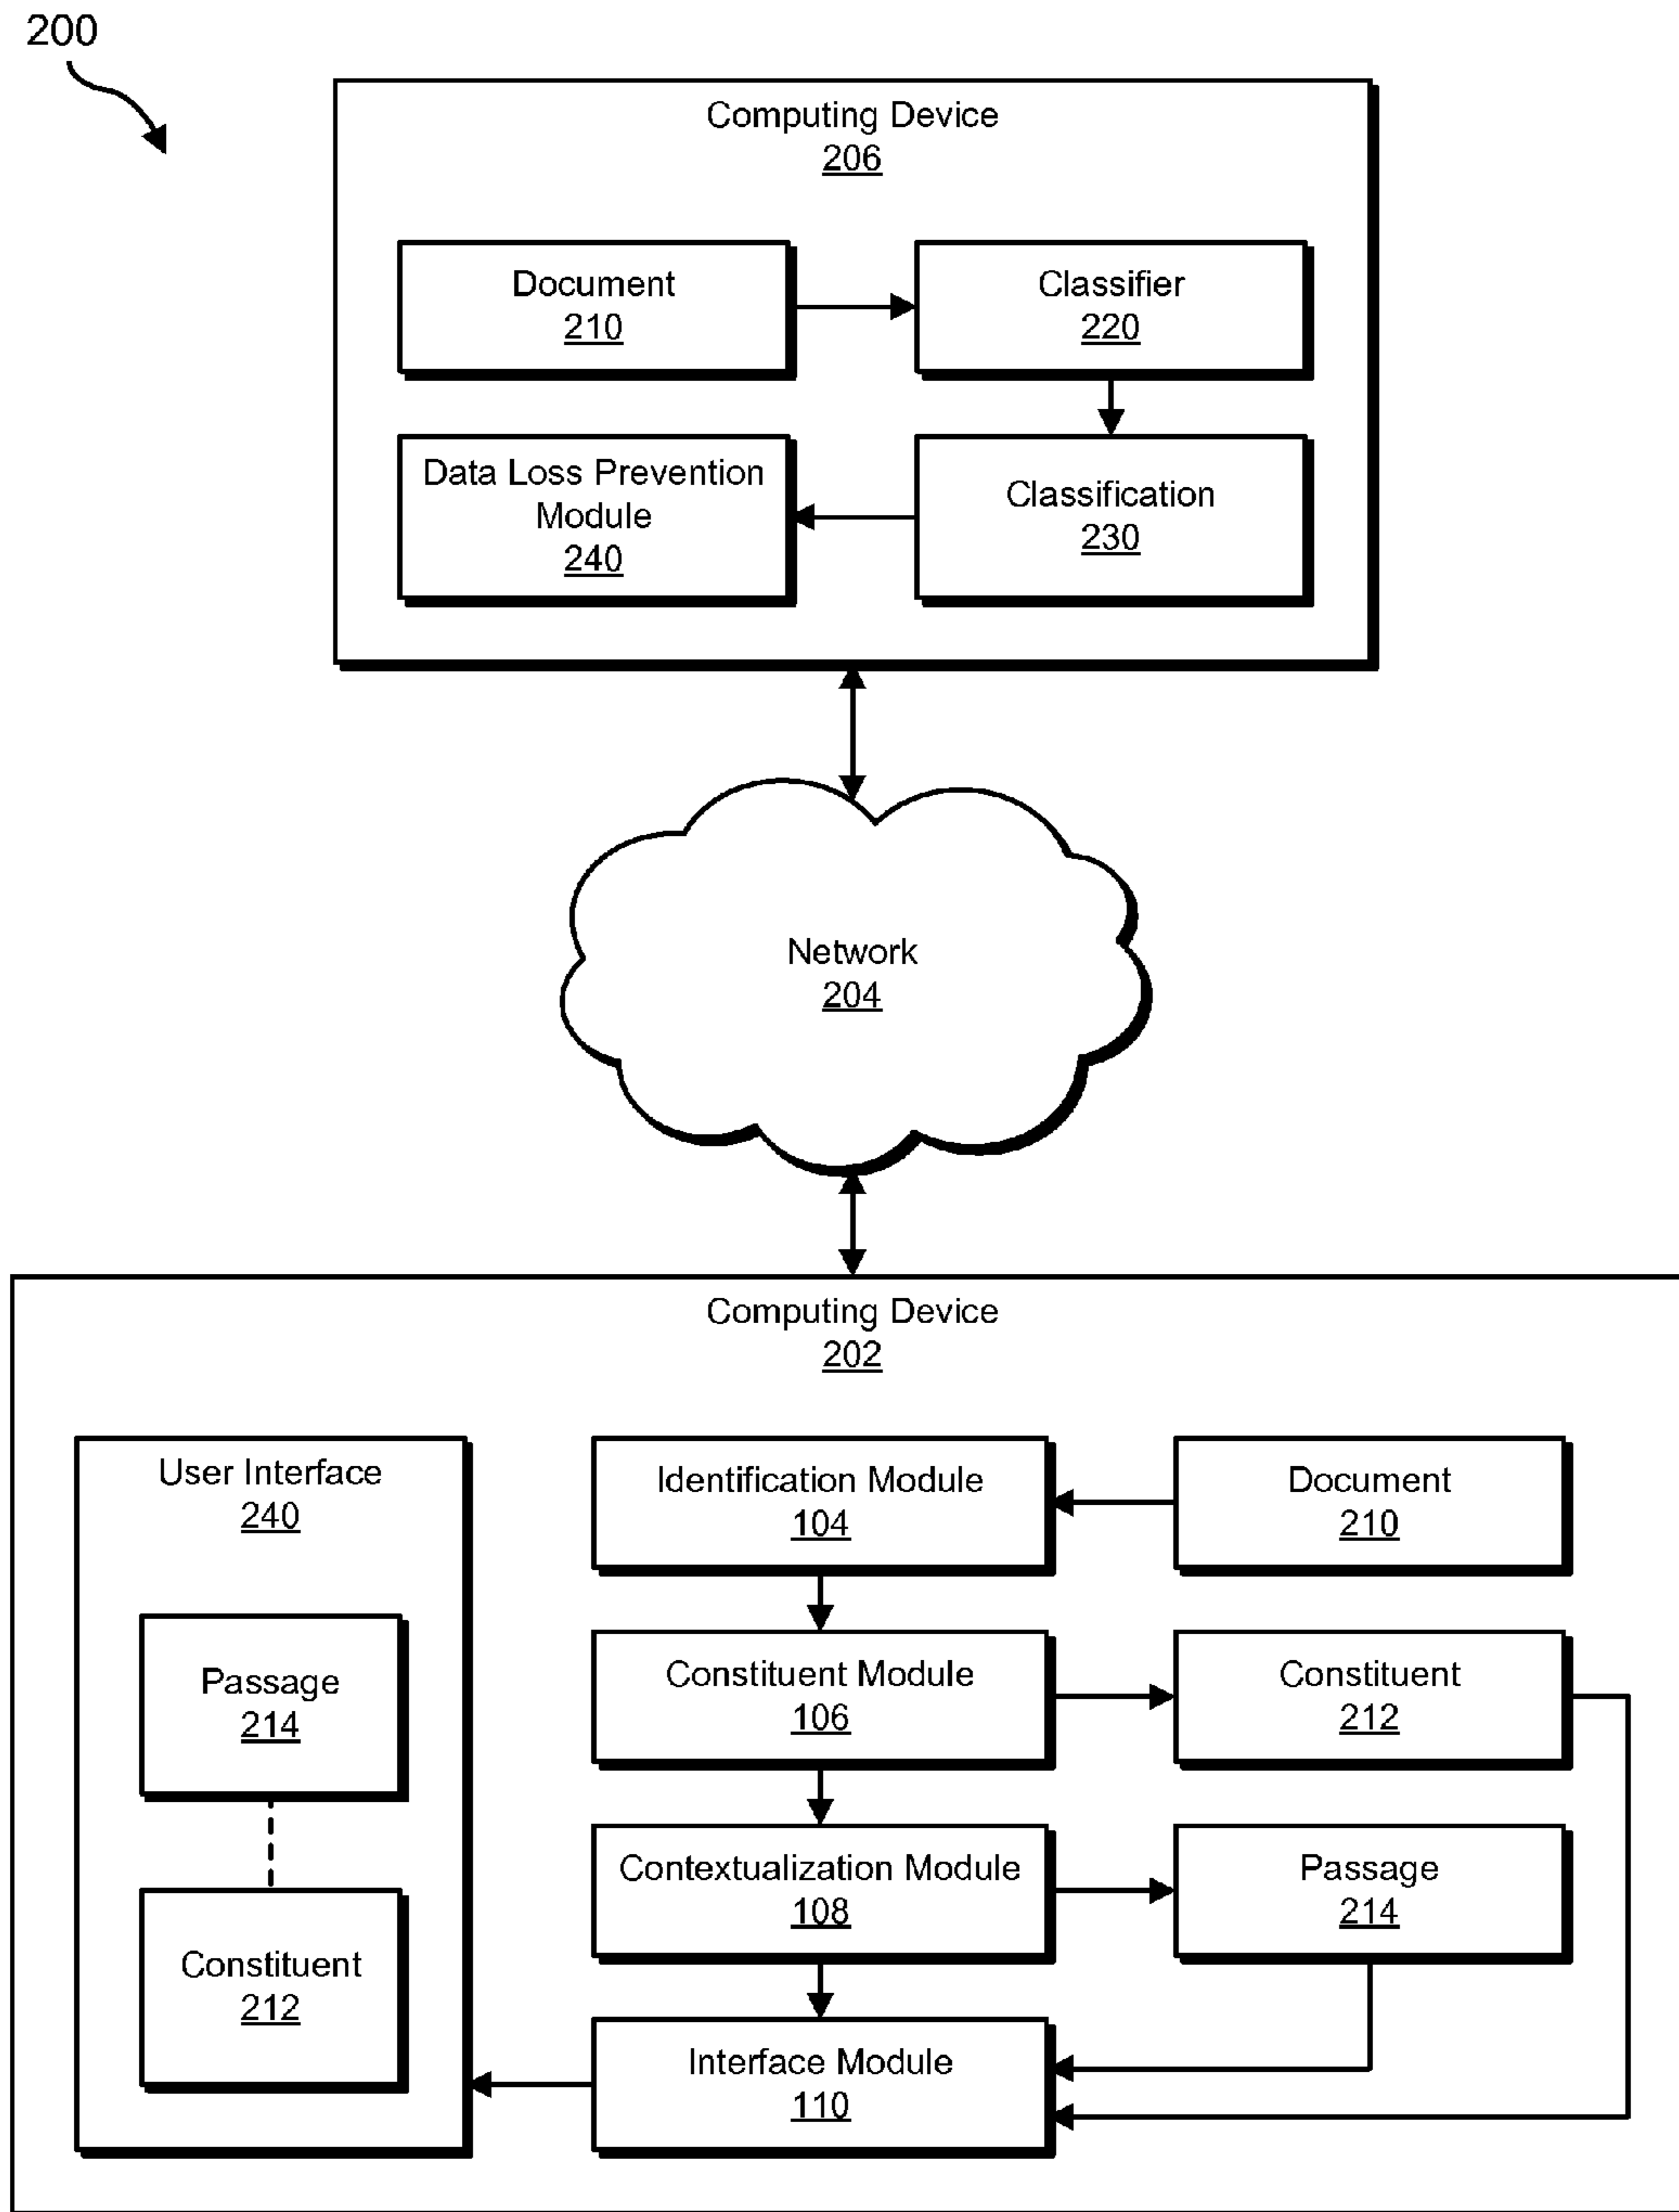 200
Computing Device
206
Document
210
Classifier
220
Data Loss Prevention
Module
240
Classification
230
Network
204
Computing Device
202
User Interface
240
Passage
214
Constituent
212
Identification Module
104
Document
210
Constituent Module
106
Constituent
212
Contextualization Module
108
Passage
214
Interface Module
110